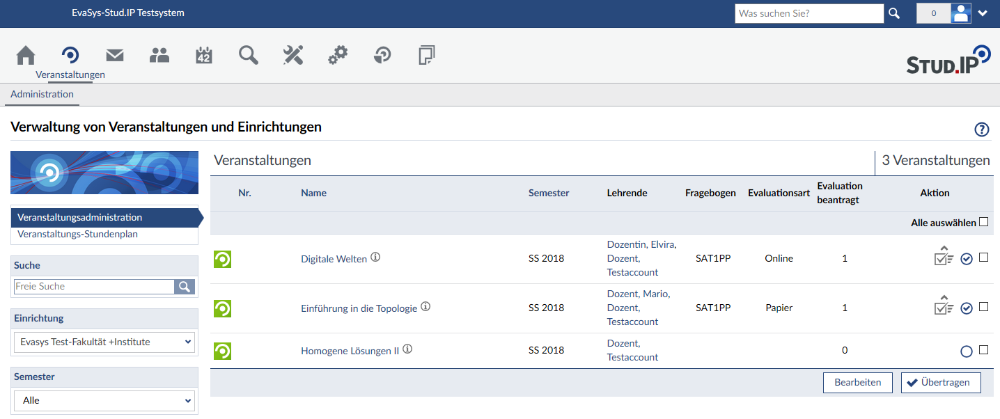 EvaSys-Stud.IP Testsystem
Was suchen Sie?
0
42
Veranstaltungen
STUD.IP
Administration
Verwaltung von Veranstaltungen und Einrichtungen
?
Veranstaltungsadministration
Veranstaltungs-Stundenplan
Suche
Freie Suche
Einrichtung
Evasys Test-Fakultät +Institute
Semester
Alle
Veranstaltungen
3 Veranstaltungen
Nr. Name Semester Lehrende Fragebogen Evaluationsart Evaluation beantragt Aktion
Alle auswählen
Digitale Welten SS 2018 Dozentin, Elvira, Dozent, Testaccount SAT1PP Online 1
Einführung in die Topologie SS 2018 Dozent, Mario, Dozent, Testaccount SAT1PP Papier 1
Homogene Lösungen II SS 2018 Dozent, Testaccount 0
Bearbeiten Übertragen